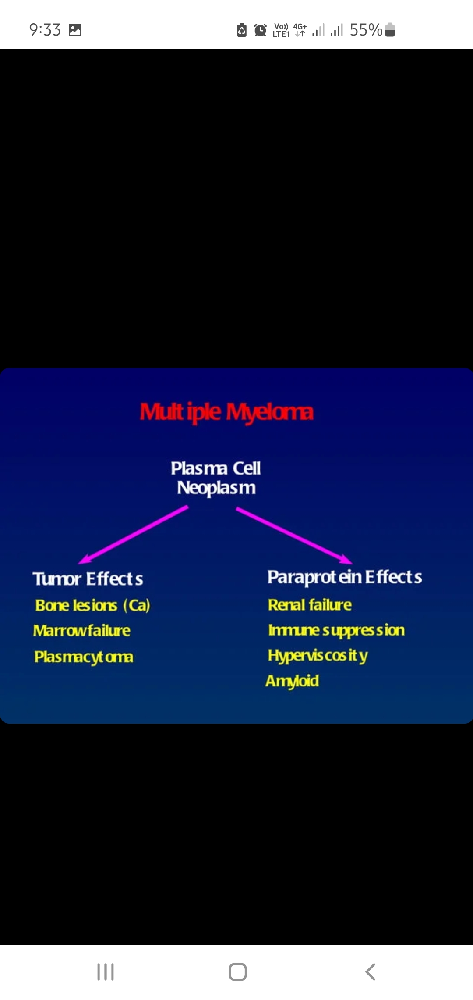 9:33
Vo)) 4G+
LTE1
55%
Multiple Myeloma
Plasma Cell
Neoplasm
Tumor Effects
Bone lesions (Ca)
Marrow failure
Plasmacytoma
Paraprotein Effects
Renal failure
Immune suppression
Hyperviscosity
Amyloid